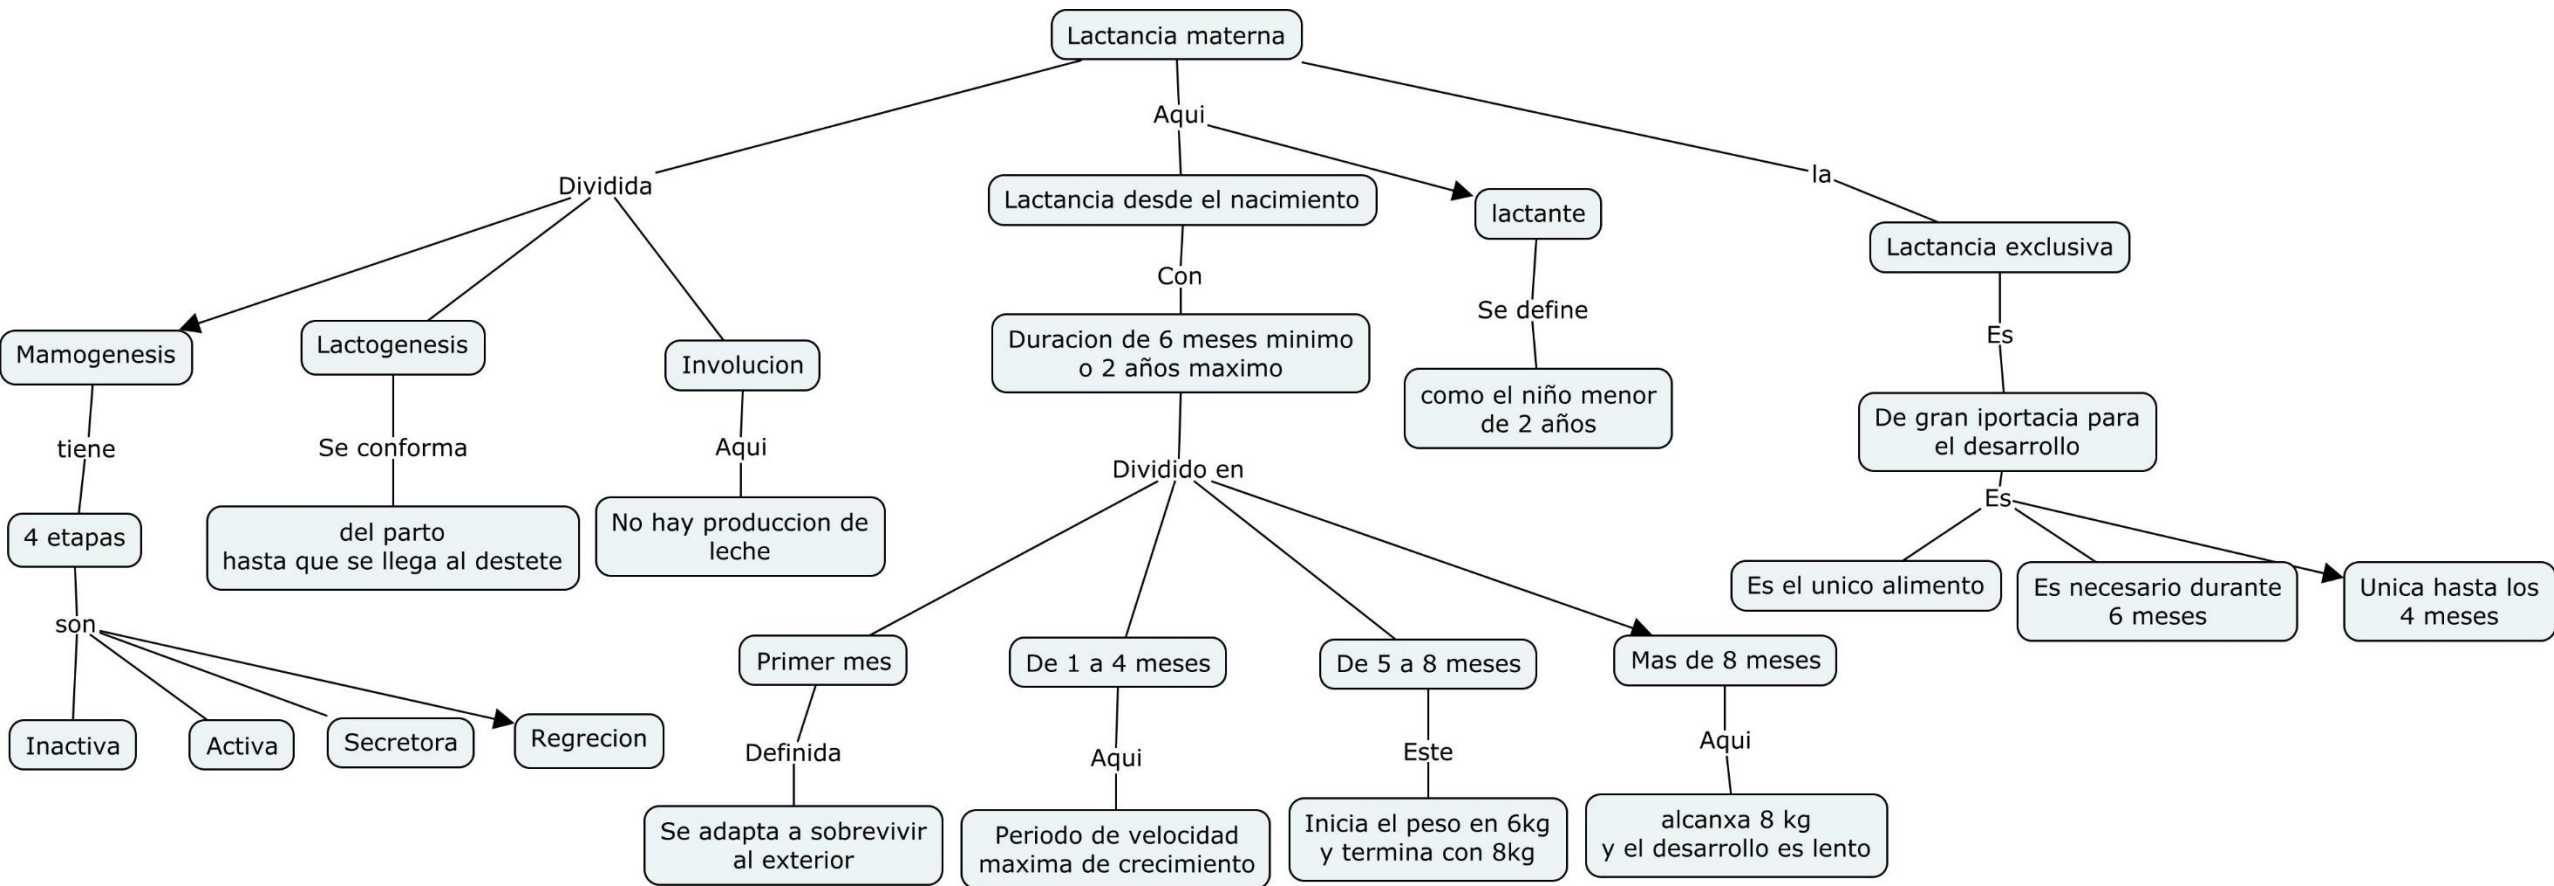 Lactancia materna
Aqui
Dividida
la
Lactancia desde el nacimiento
lactante
Lactancia exclusiva
Con
Se define
Es
Mamogenesis
Lactogenesis
Involucion
Duracion de 6 meses minimo
o 2 años maximo
como el niño menor
de 2 años
De gran iportacia para
el desarrollo
tiene
Se conforma
Aqui
Dividido en
Es
4 etapas
del parto
hasta que se llega al destete
No hay produccion de
leche
Es el unico alimento
Es necesario durante
6 meses
Unica hasta los
4 meses
son
Primer mes
De 1 a 4 meses
De 5 a 8 meses
Mas de 8 meses
Inactiva
Activa
Secretora
Regrecion
Definida
Aqui
Este
Aqui
Se adapta a sobrevivir
al exterior
Periodo de velocidad
maxima de crecimiento
Inicia el peso en 6kg
y termina con 8kg
alcanxa 8 kg
y el desarrollo es lento